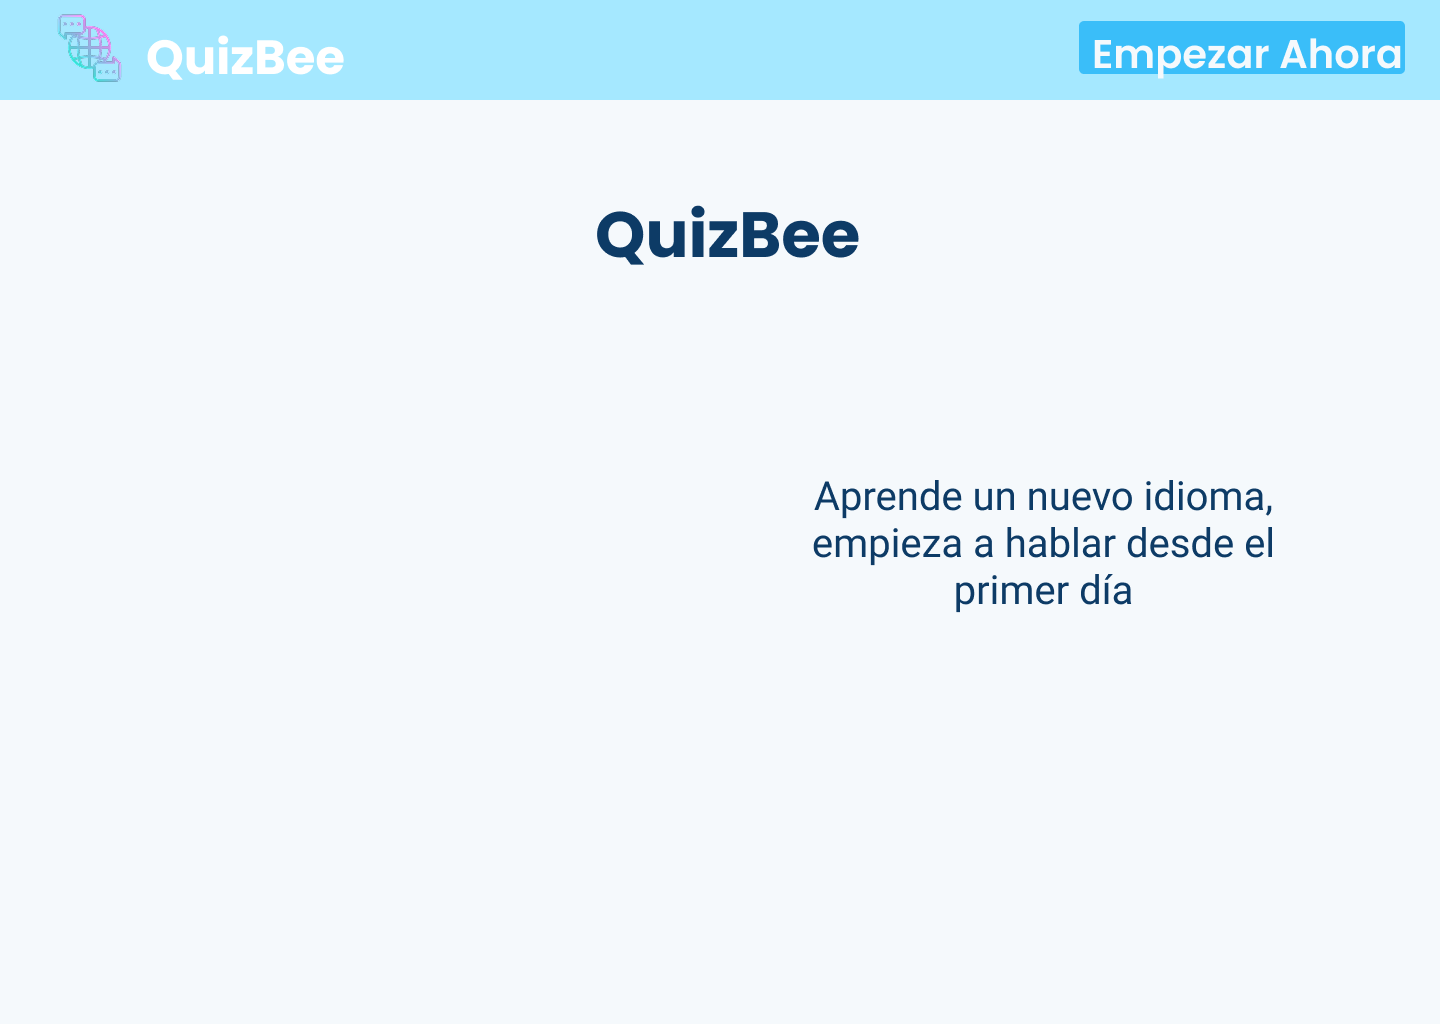 QuizBee
Empezar Ahora
QuizBee
Aprende un nuevo idioma,
empieza a hablar desde el
primer día